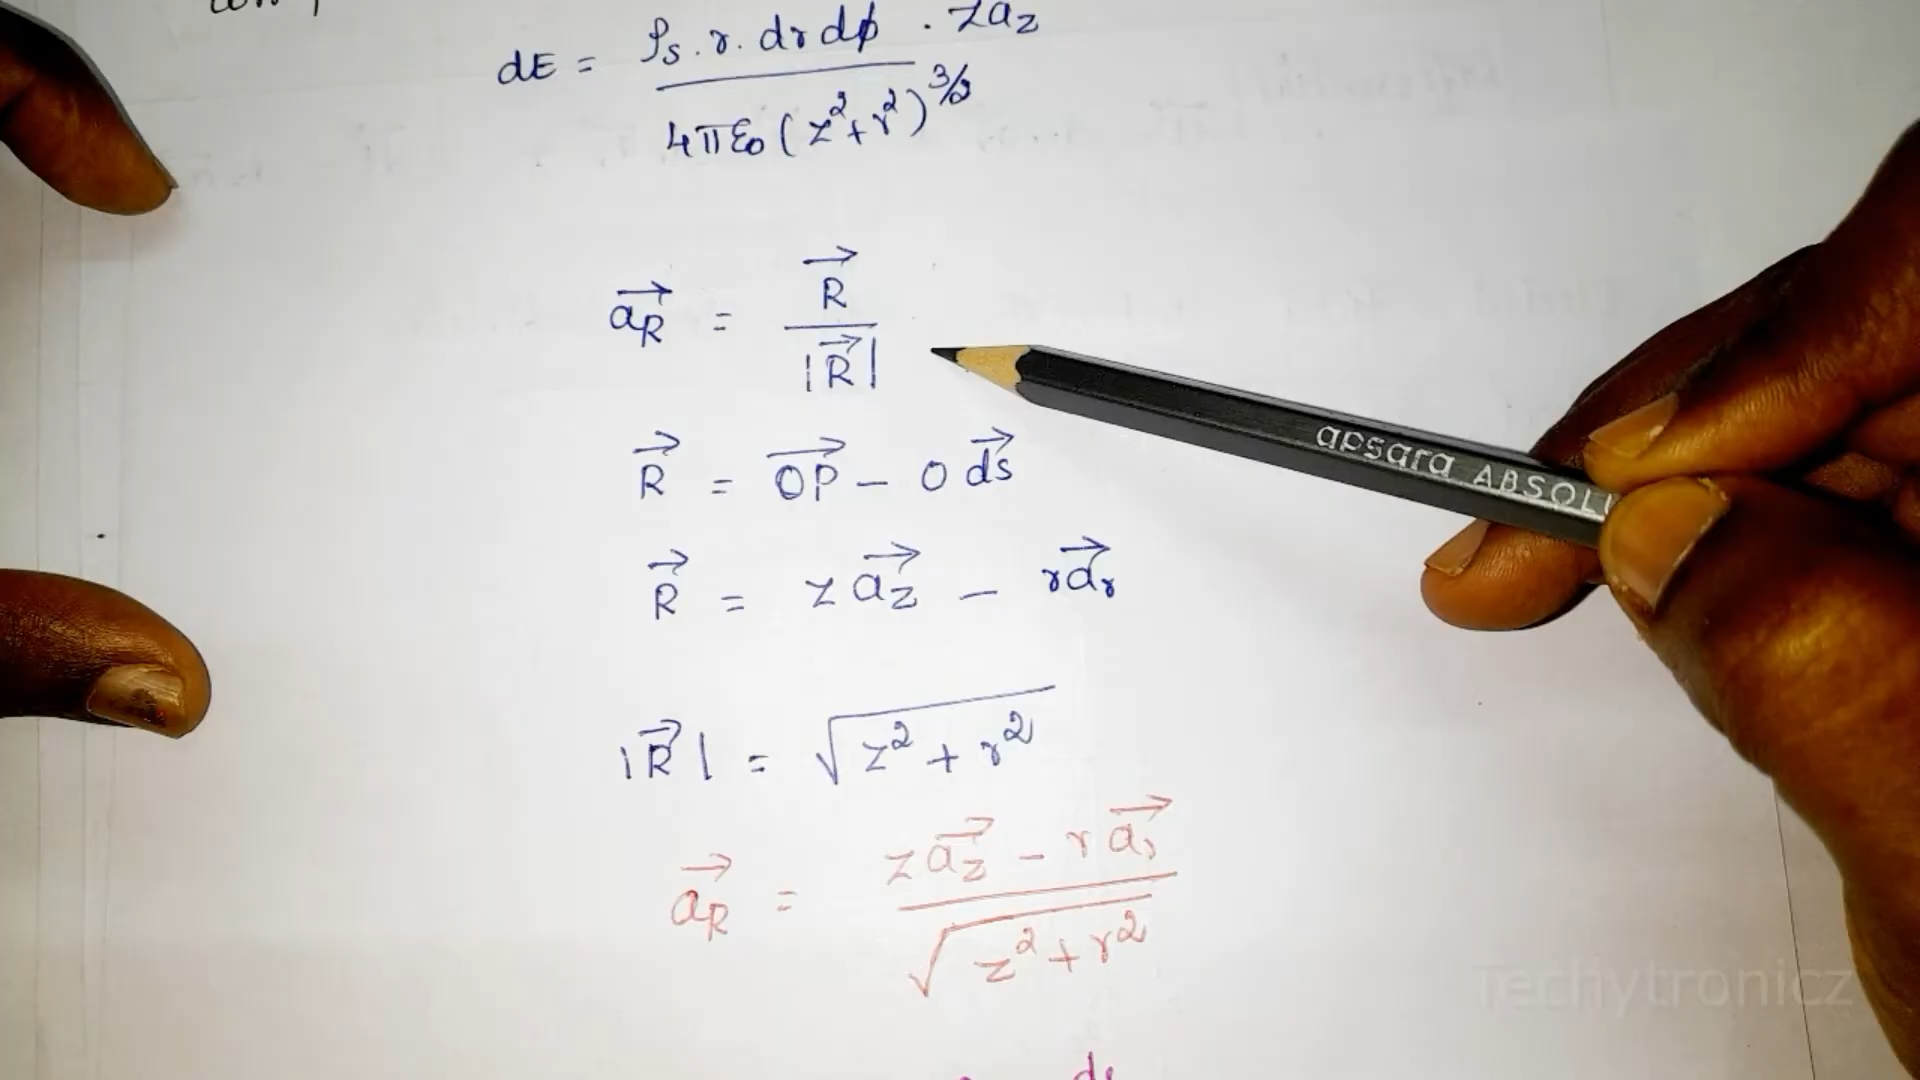 dE = ρs . r . dr dϕ . z az / 4πε0 (z² + r²)^3/2
aR→ = R→ / |R→|
R→ = OP→ – O ds→
R→ = z az→ – r ar→
|R→| = √(z² + r²)
aR→ = z az→ – r ar→ / √(z² + r²)
apsara ABSOL
Techytronicz